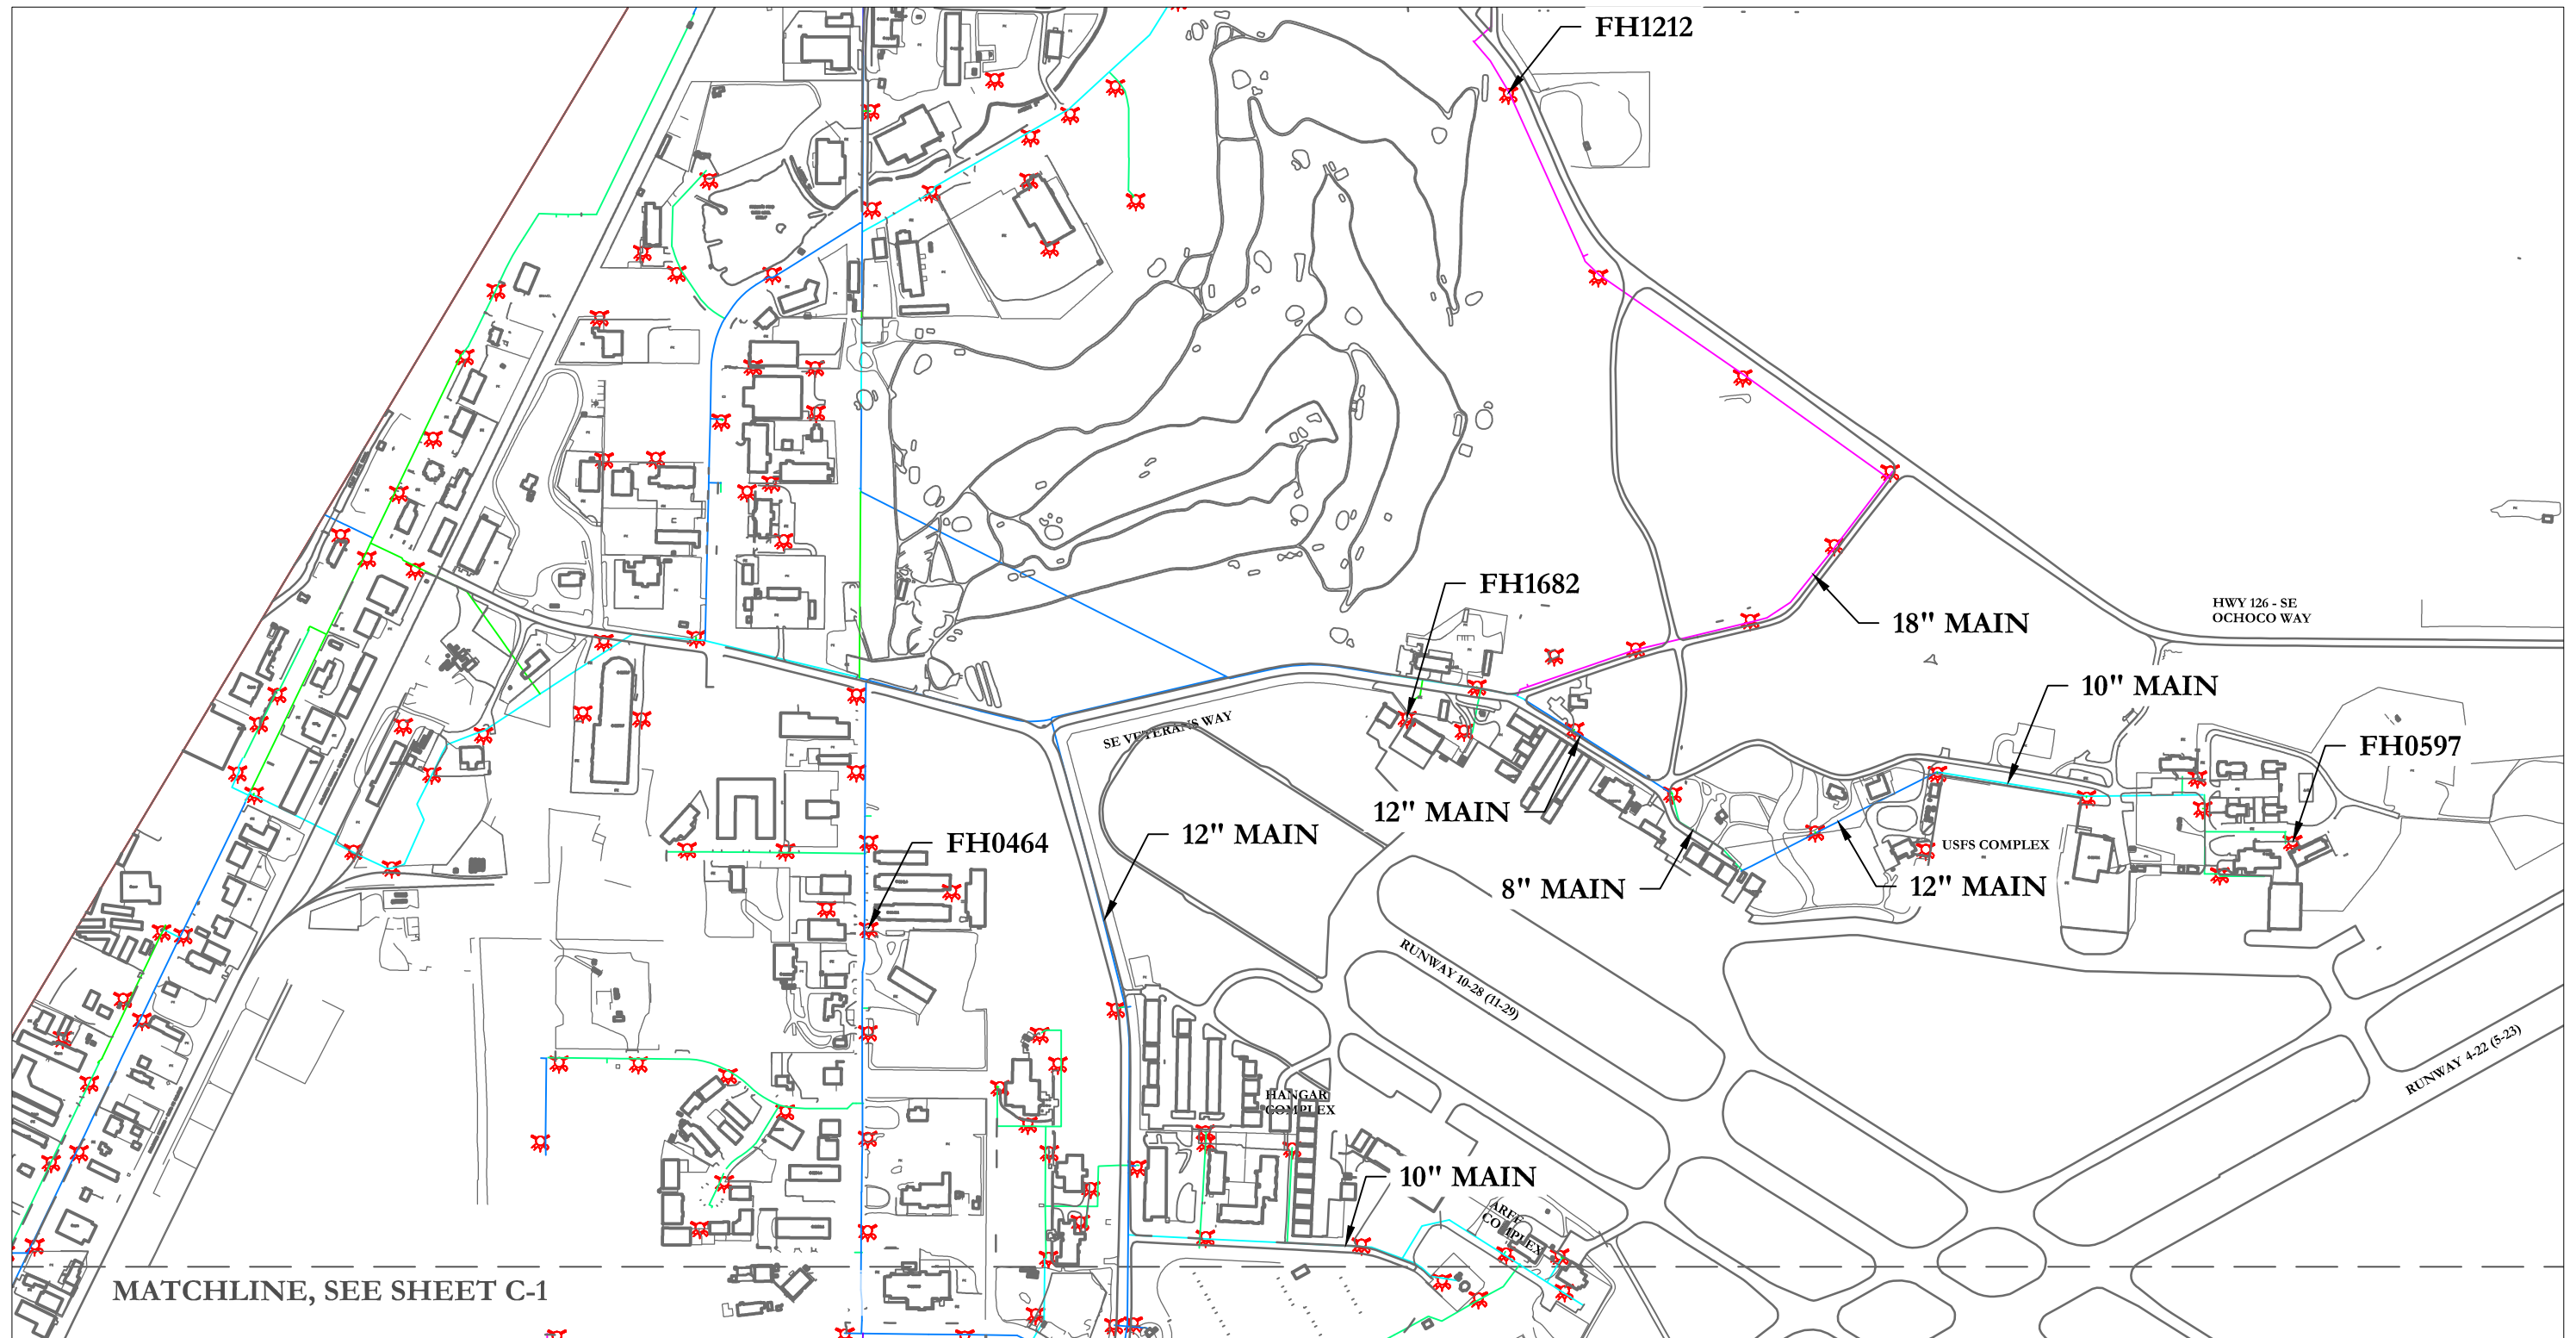 FH1212
FH1682
18" MAIN
HWY 126 - SE
OCHOCO WAY
10" MAIN
SE VETERANS WAY
FH0597
12" MAIN
12" MAIN
FH0464
USFS COMPLEX
8" MAIN
12" MAIN
RUNWAY 10-28 (11-29)
RUNWAY 4-22 (5-23)
HANGAR
COMPLEX
10" MAIN
ARFF
COMPLEX
MATCHLINE, SEE SHEET C-1